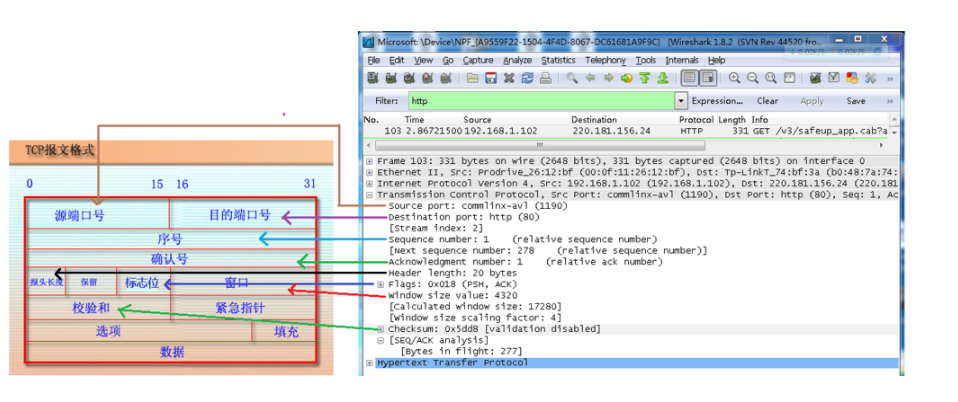 TCP报文格式
0 15 16 31
源端口号 目的端口号
序号
确认号
报头长度 保留 标志位 窗口
校验和 紧急指针
选项 填充
数据
Microsoft: \Device\NPF_{A9559F22-1504-4F4D-8067-DC61681A9F9C} [Wireshark 1.8.2 (SVN Rev 44520 fro...
File Edit View Go Capture Analyze Statistics Telephony Tools Internals Help
Filter: http Expression... Clear Apply Save
No. Time Source Destination Protocol Length Info
103 2.86721500 192.168.1.102 220.181.156.24 HTTP 331 GET /v3/safeup_app.cab?a
Frame 103: 331 bytes on wire (2648 bits), 331 bytes captured (2648 bits) on interface 0
Ethernet II, Src: Prodrive_26:12:bf (00:0f:11:26:12:bf), Dst: Tp-LinkT_74:bf:3a (b0:48:7a:74:
Internet Protocol Version 4, Src: 192.168.1.102 (192.168.1.102), Dst: 220.181.156.24 (220.181
Transmission Control Protocol, Src Port: commlinx-avl (1190), Dst Port: http (80), Seq: 1, Ac
Source port: commlinx-avl (1190)
Destination port: http (80)
[Stream index: 2]
Sequence number: 1 (relative sequence number)
[Next sequence number: 278 (relative sequence number)]
Acknowledgment number: 1 (relative ack number)
Header length: 20 bytes
Flags: 0x018 (PSH, ACK)
Window size value: 4320
[Calculated window size: 17280]
[Window size scaling factor: 4]
Checksum: 0x5dd8 [validation disabled]
[SEQ/ACK analysis]
[Bytes in flight: 277]
Hypertext Transfer Protocol